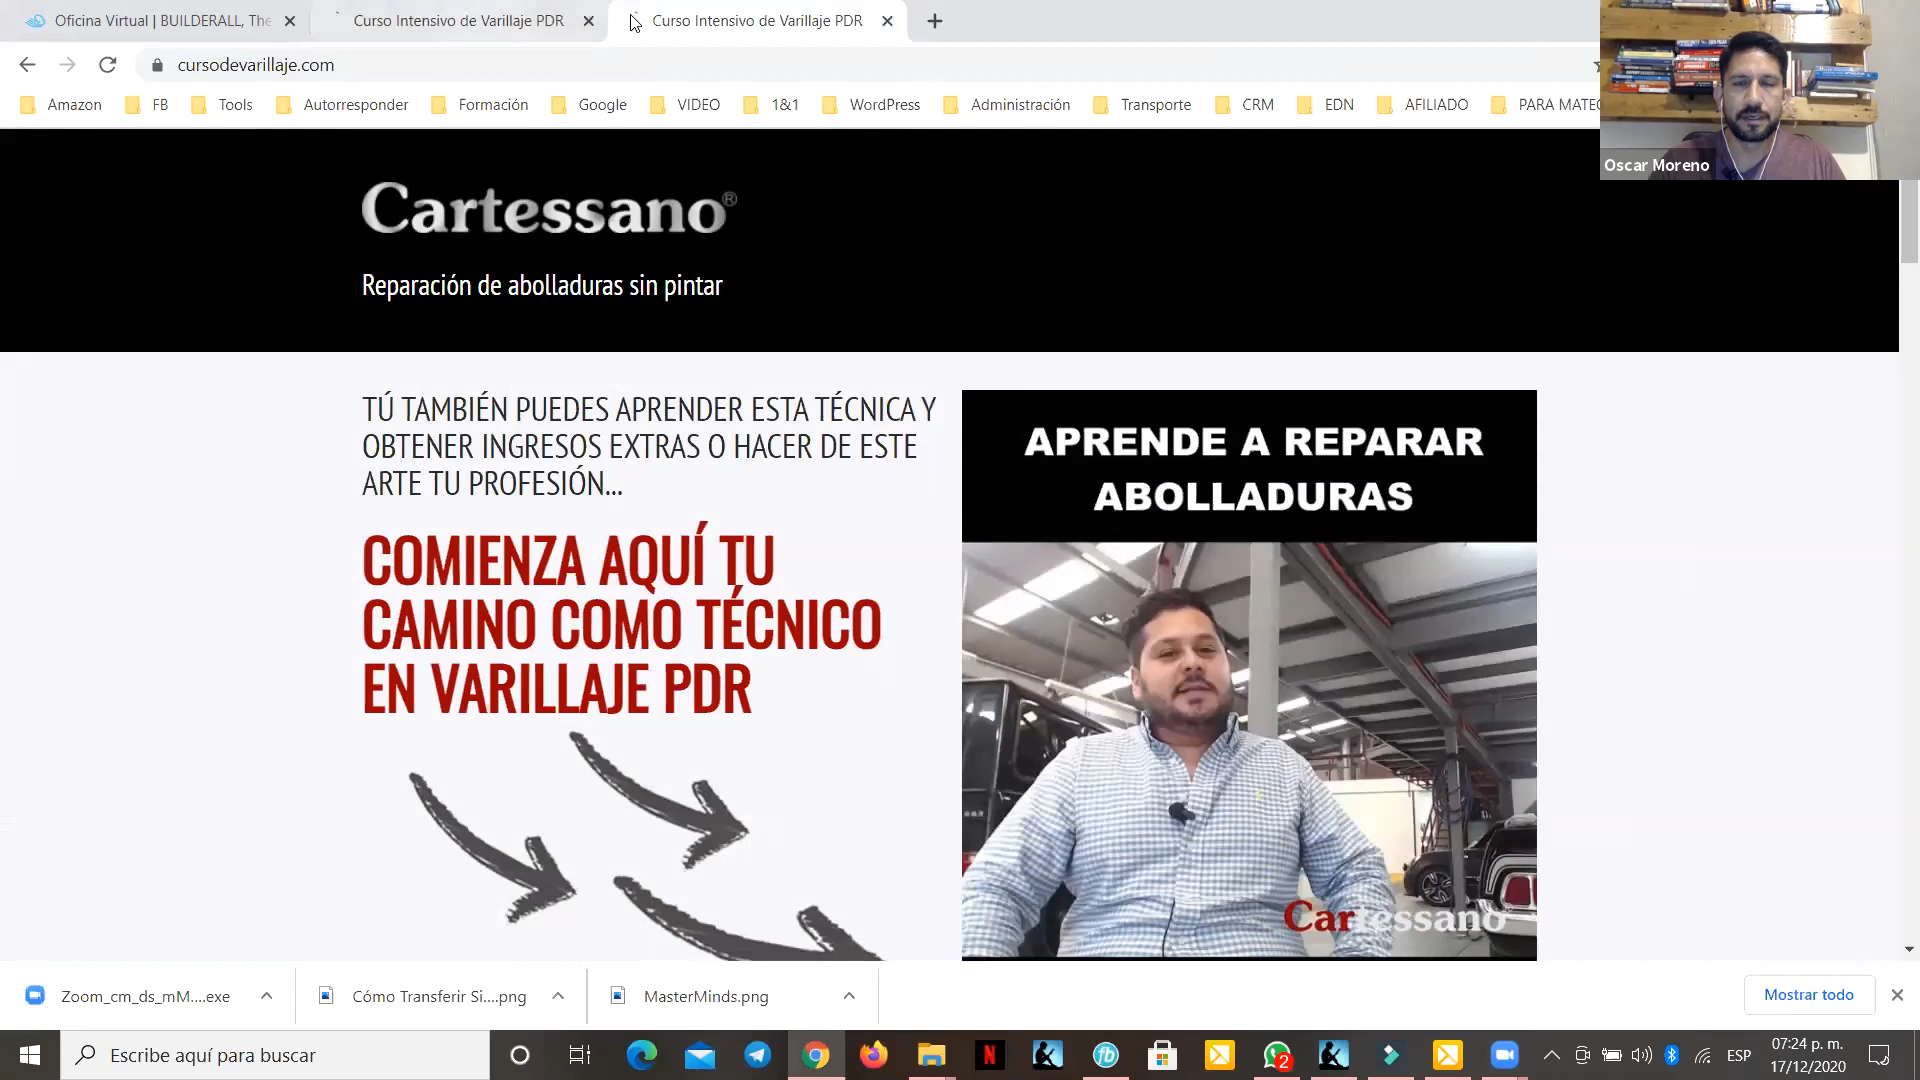 Oficina Virtual | BUILDERALL, The
Curso Intensivo de Varillaje PDR
Curso Intensivo de Varillaje PDR
cursodevarillaje.com
Amazon
FB
Tools
Autorresponder
Formación
Google
VIDEO
1&1
WordPress
Administración
Transporte
CRM
EDN
AFILIADO
PARA MATEO
Oscar Moreno
Cartessano®
Reparación de abolladuras sin pintar
TÚ TAMBIÉN PUEDES APRENDER ESTA TÉCNICA Y
OBTENER INGRESOS EXTRAS O HACER DE ESTE
ARTE TU PROFESIÓN...
COMIENZA AQUÍ TU
CAMINO COMO TÉCNICO
EN VARILLAJE PDR
APRENDE A REPARAR
ABOLLADURAS
Cartessano
Zoom_cm_ds_mM....exe
Cómo Transferir Si....png
MasterMinds.png
Mostrar todo
Escribe aquí para buscar
2
ESP
07:24 p. m.
17/12/2020